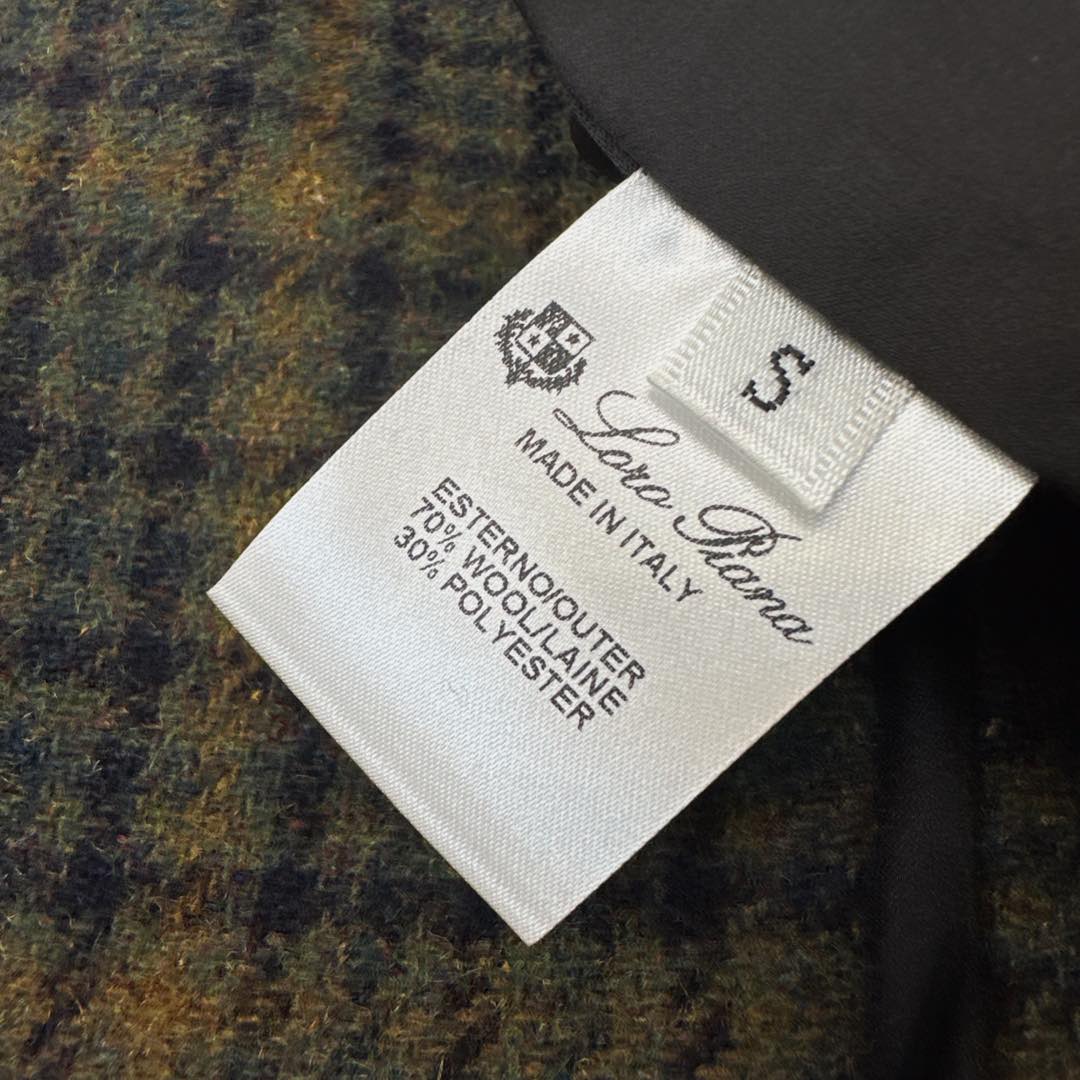 S
Loro Piana
MADE IN ITALY
ESTERNO/OUTER
70% WOOL/LAINE
30% POLYESTER